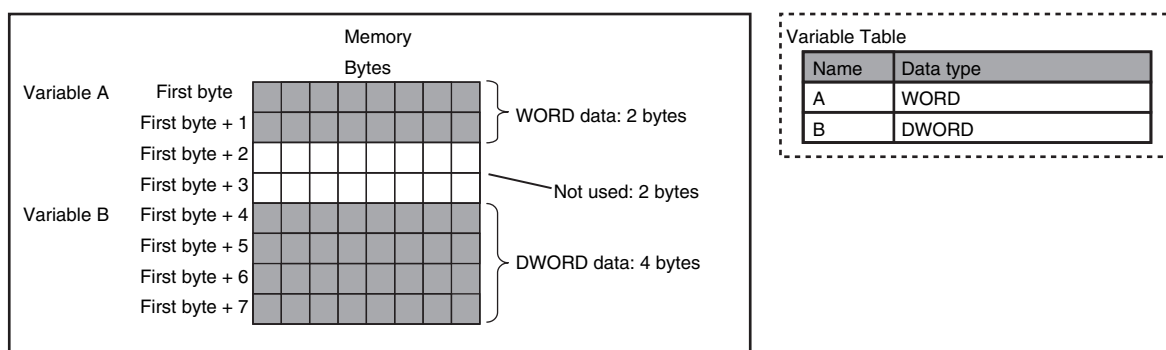 Memory
Bytes
Variable A
First byte
First byte + 1
WORD data: 2 bytes
First byte + 2
First byte + 3
Not used: 2 bytes
Variable B
First byte + 4
First byte + 5
First byte + 6
First byte + 7
DWORD data: 4 bytes
Variable Table
Name Data type
A WORD
B DWORD